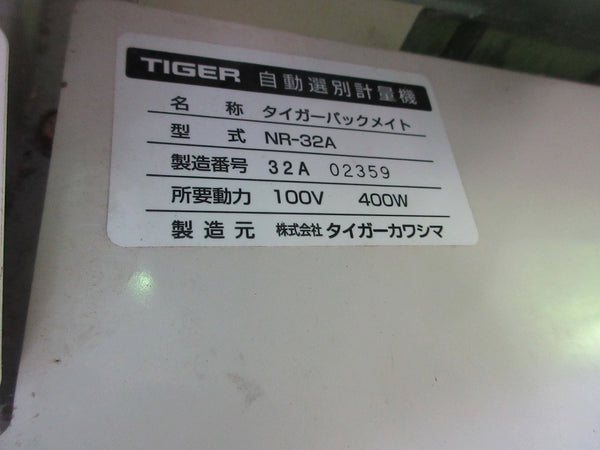 TIGER 自動選別計量機
名称 タイガーパックメイト
型式 NR-32A
製造番号 32A 02359
所要動力 100V 400W
製造元 株式会社 タイガーカワシマ